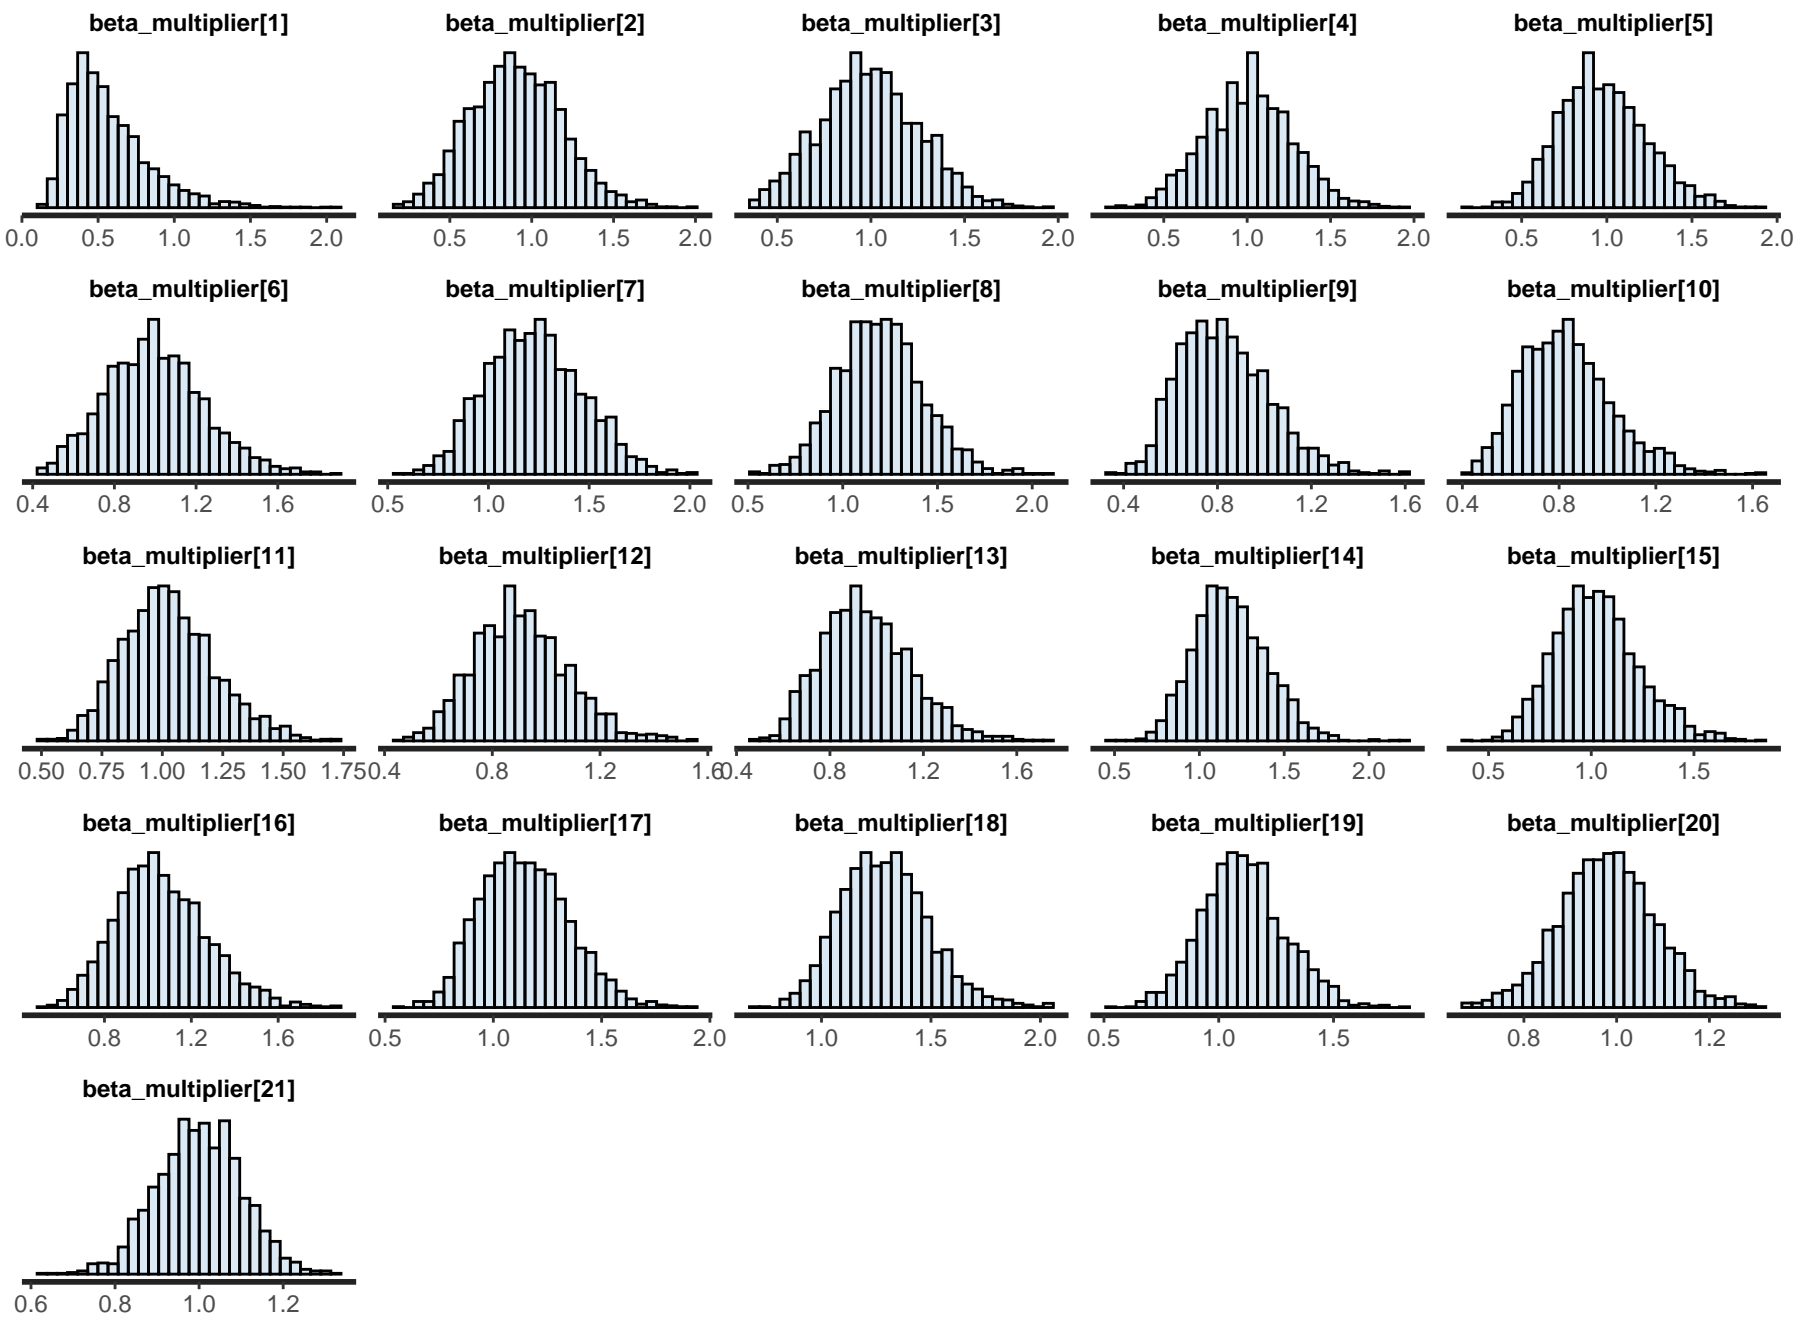 beta_multiplier[1] beta_multiplier[2] beta_multiplier[3] beta_multiplier[4] beta_multiplier[5]
0.0 0.5 1.0 1.5 2.0 0.5 1.0 1.5 2.0 0.5 1.0 1.5 2.0 0.5 1.0 1.5 2.0 0.5 1.0 1.5 2.0
beta_multiplier[6] beta_multiplier[7] beta_multiplier[8] beta_multiplier[9] beta_multiplier[10]
0.4 0.8 1.2 1.6 0.5 1.0 1.5 2.0 0.5 1.0 1.5 2.0 0.4 0.8 1.2 1.6 0.4 0.8 1.2 1.6
beta_multiplier[11] beta_multiplier[12] beta_multiplier[13] beta_multiplier[14] beta_multiplier[15]
0.50 0.75 1.00 1.25 1.50 1.75 0.4 0.8 1.2 1.6 0.4 0.8 1.2 1.6 0.5 1.0 1.5 2.0 0.5 1.0 1.5
beta_multiplier[16] beta_multiplier[17] beta_multiplier[18] beta_multiplier[19] beta_multiplier[20]
0.8 1.2 1.6 0.5 1.0 1.5 2.0 1.0 1.5 2.0 0.5 1.0 1.5 0.8 1.0 1.2
beta_multiplier[21]
0.6 0.8 1.0 1.2